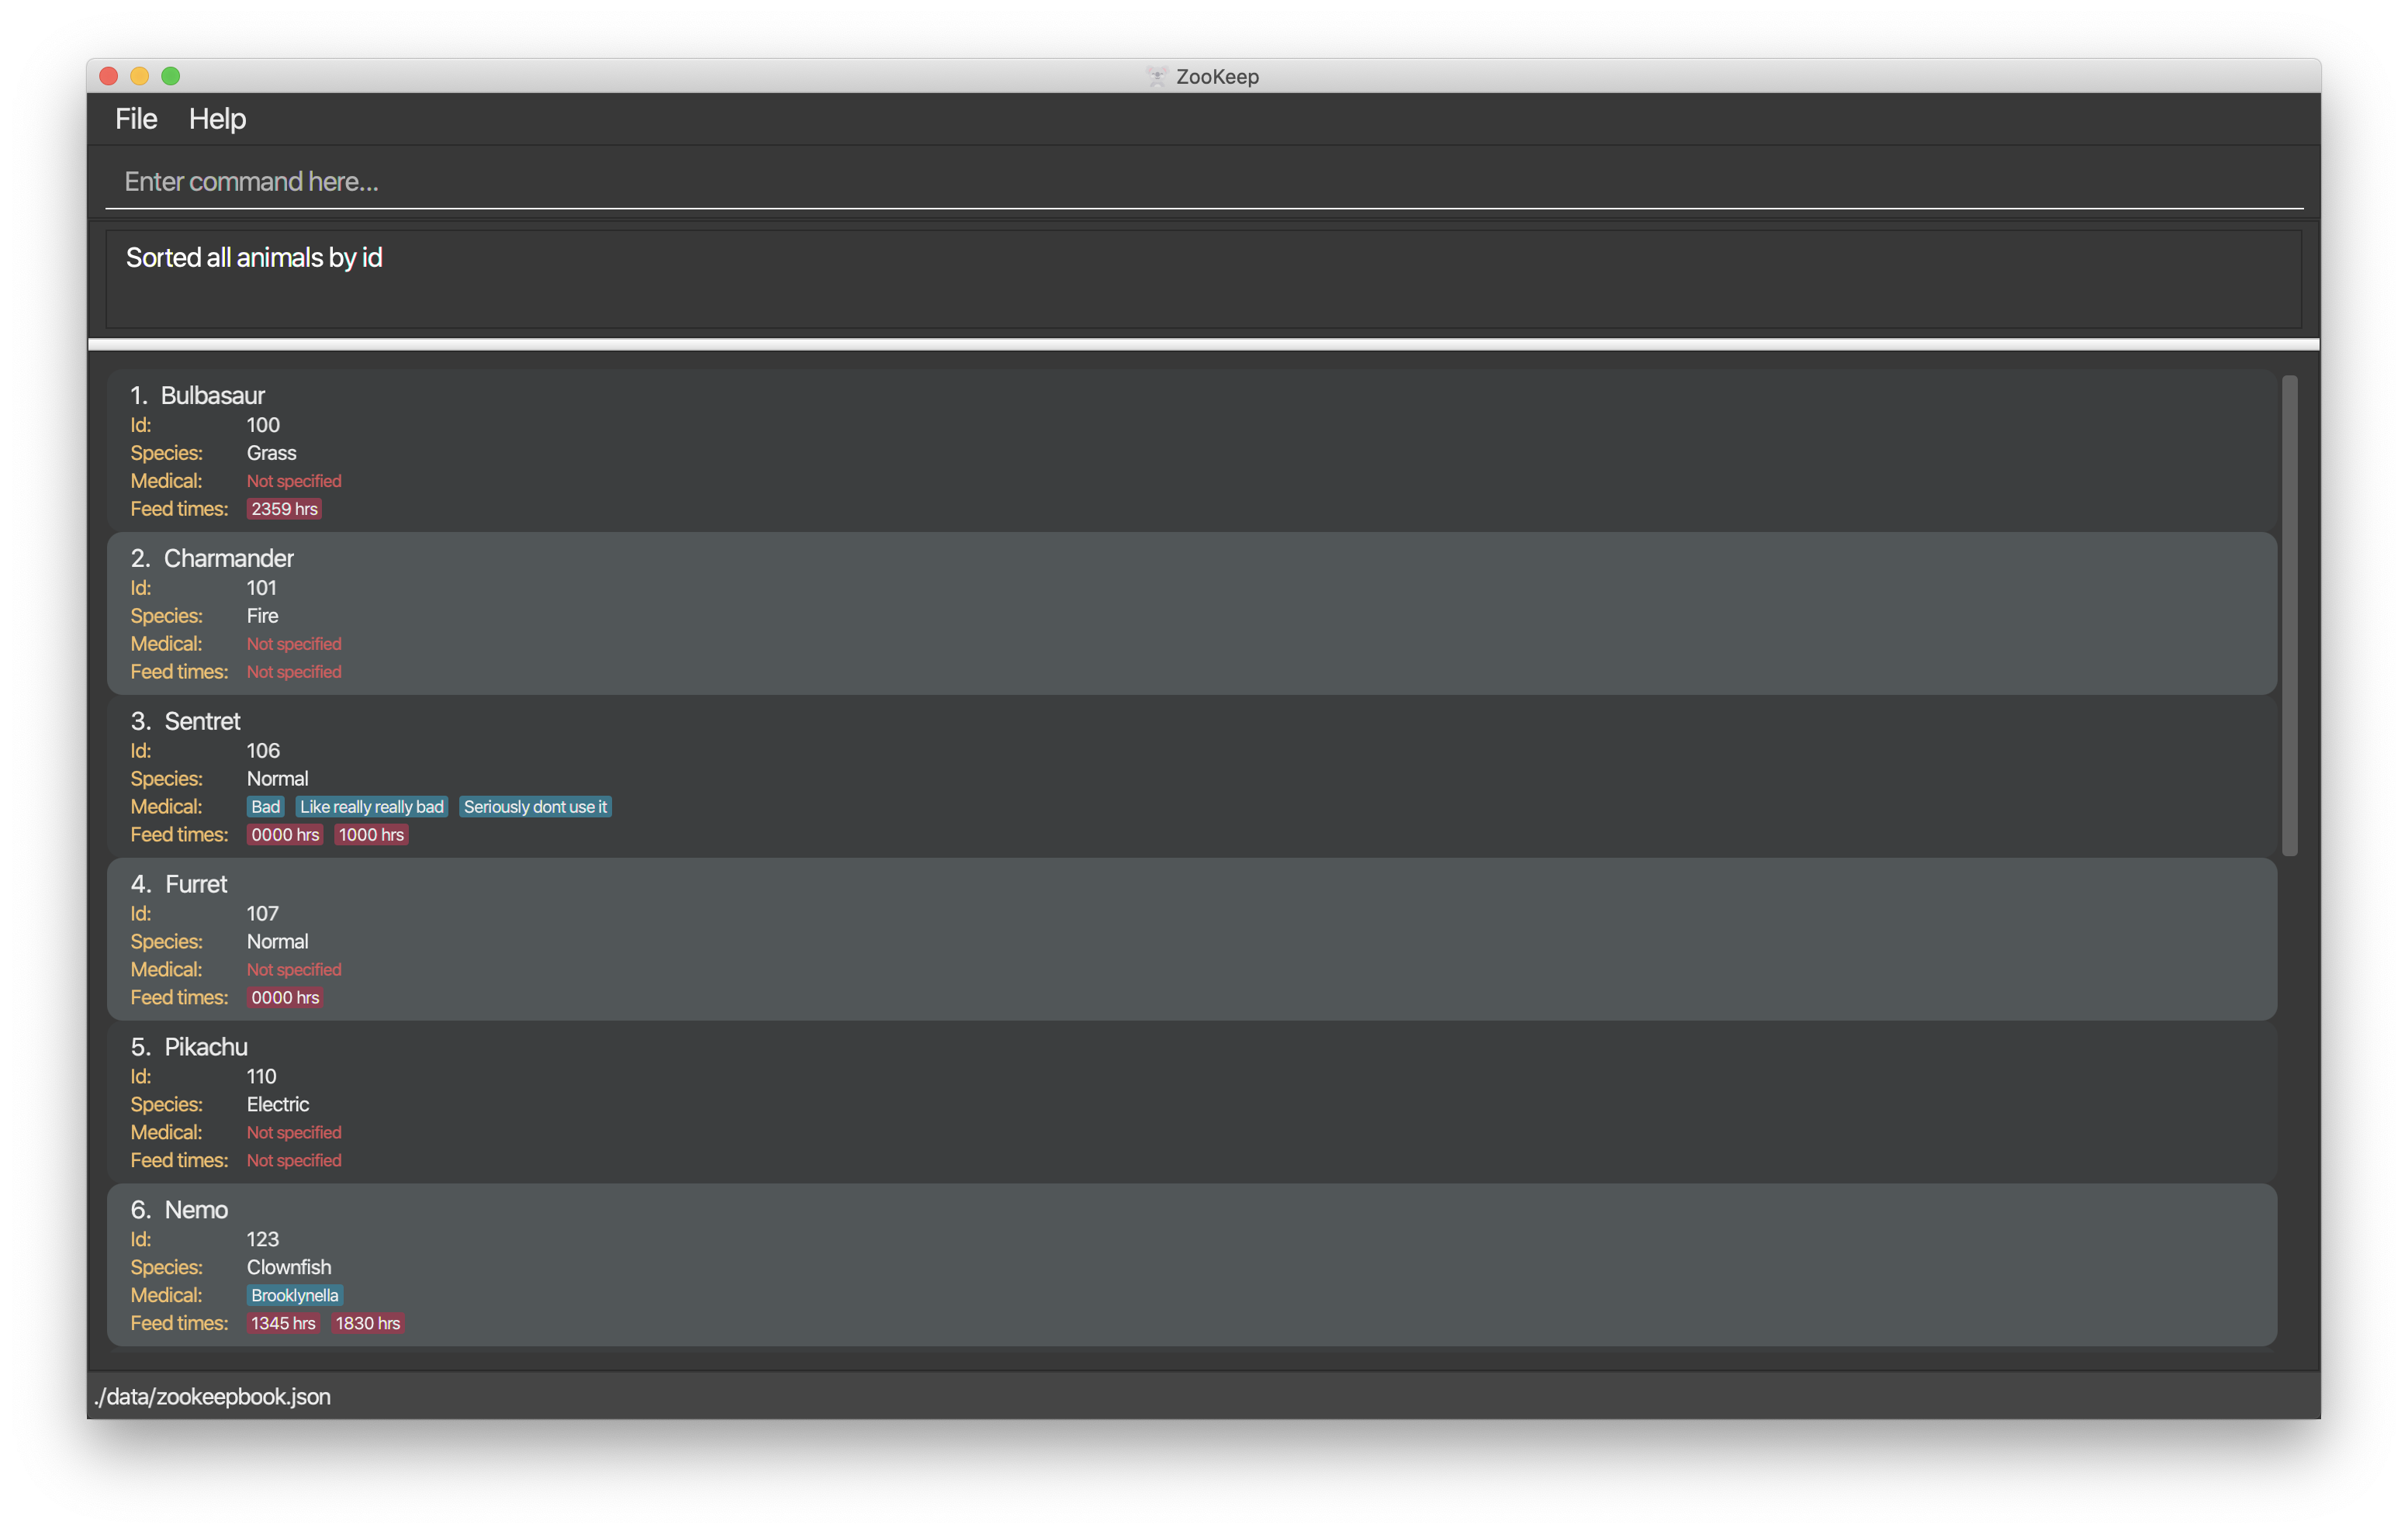 ZooKeep
File Help
Enter command here...
Sorted all animals by id
1. Bulbasaur
Id: 100
Species: Grass
Medical: Not specified
Feed times: 2359 hrs
2. Charmander
Id: 101
Species: Fire
Medical: Not specified
Feed times: Not specified
3. Sentret
Id: 106
Species: Normal
Medical: Bad Like really really bad Seriously dont use it
Feed times: 0000 hrs 1000 hrs
4. Furret
Id: 107
Species: Normal
Medical: Not specified
Feed times: 0000 hrs
5. Pikachu
Id: 110
Species: Electric
Medical: Not specified
Feed times: Not specified
6. Nemo
Id: 123
Species: Clownfish
Medical: Brooklynella
Feed times: 1345 hrs 1830 hrs
./data/zookeepbook.json